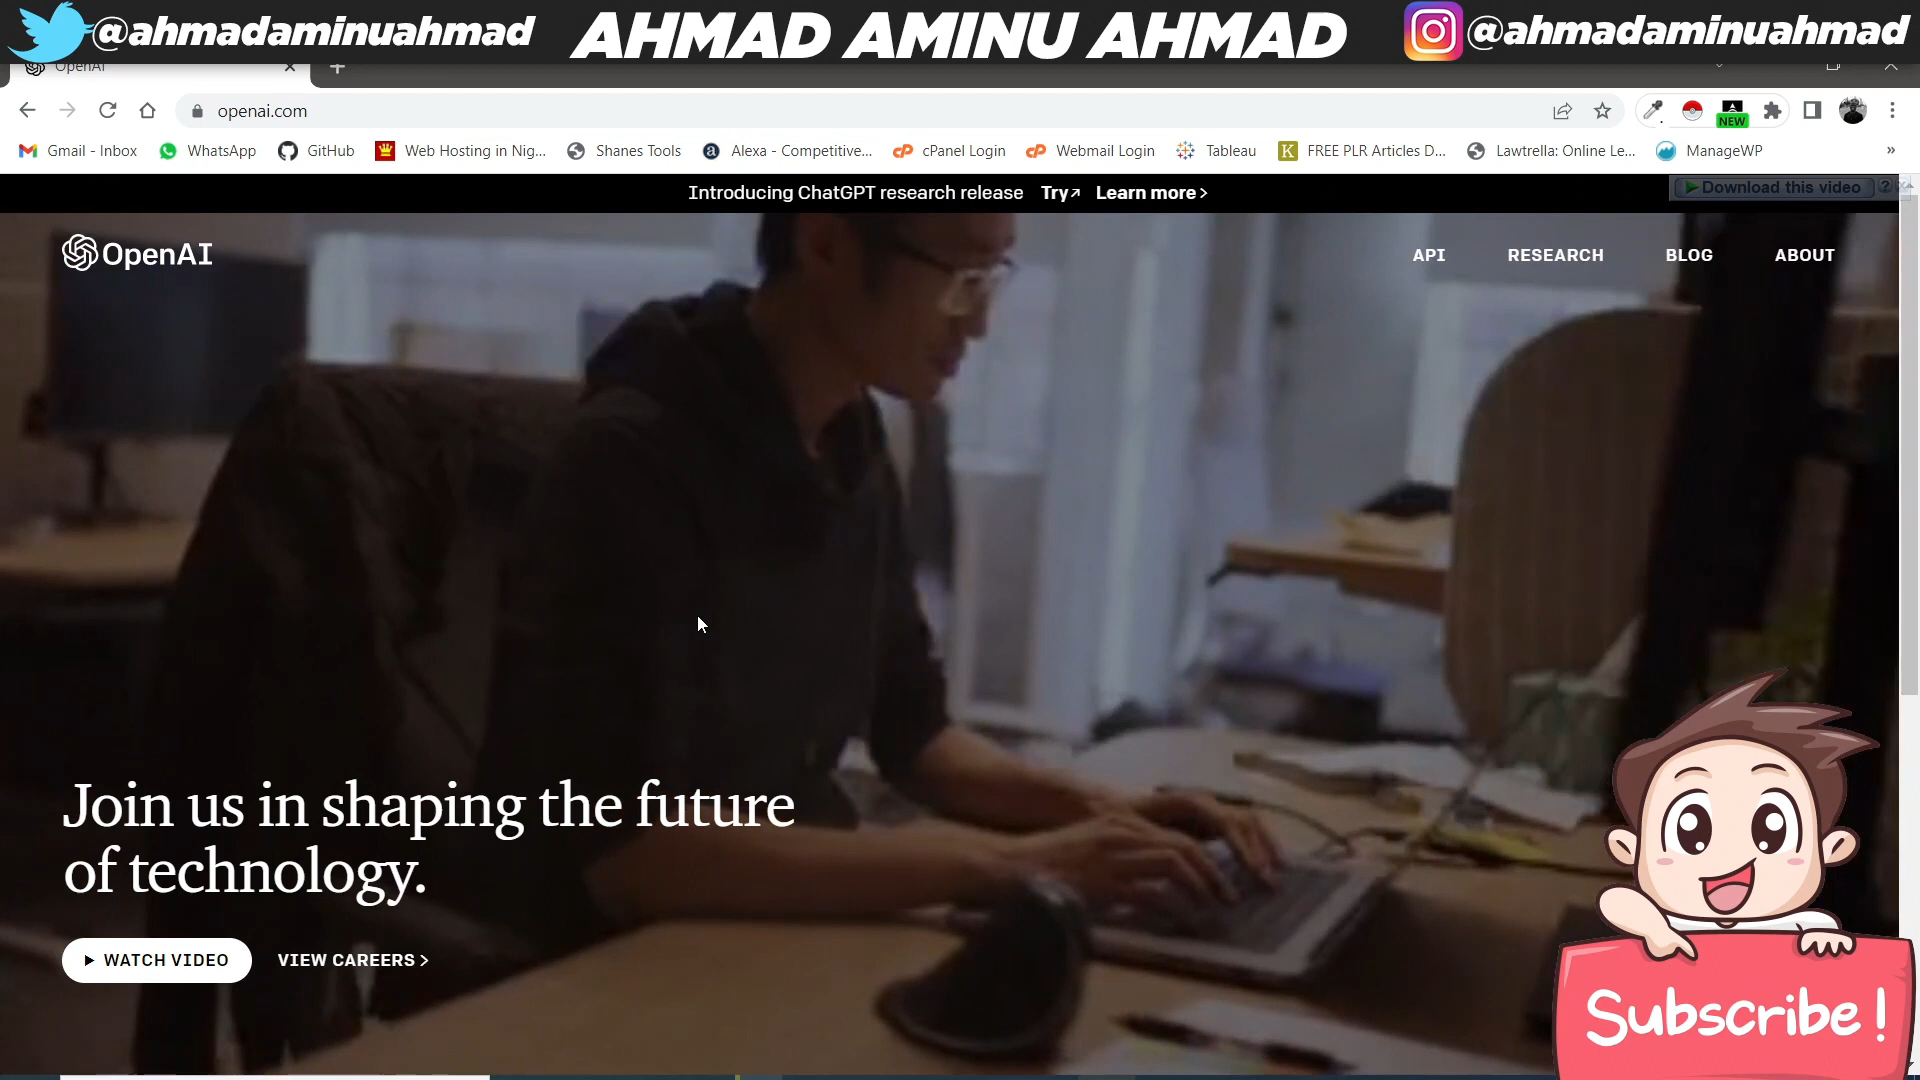 @ahmadaminuahmad AHMAD AMINU AHMAD @ahmadaminuahmad
OpenAI
openai.com
NEW
Gmail - Inbox WhatsApp GitHub Web Hosting in Nig... Shanes Tools Alexa - Competitive... cPanel Login Webmail Login Tableau FREE PLR Articles D... Lawtrella: Online Le... ManageWP »
Introducing ChatGPT research release Try↗ Learn more >
Download this video ?
OpenAI API RESEARCH BLOG ABOUT
Join us in shaping the future
of technology.
WATCH VIDEO VIEW CAREERS >
Subscribe!